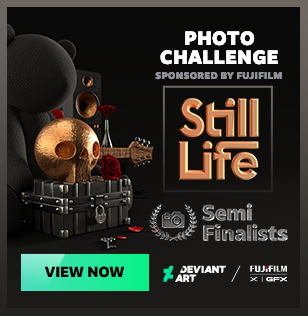 PHOTO
CHALLENGE
SPONSORED BY FUJIFILM
Still
Life
Semi
Finalists
VIEW NOW
DEVIANT
ART
/
FUJIFILM
X | GFX